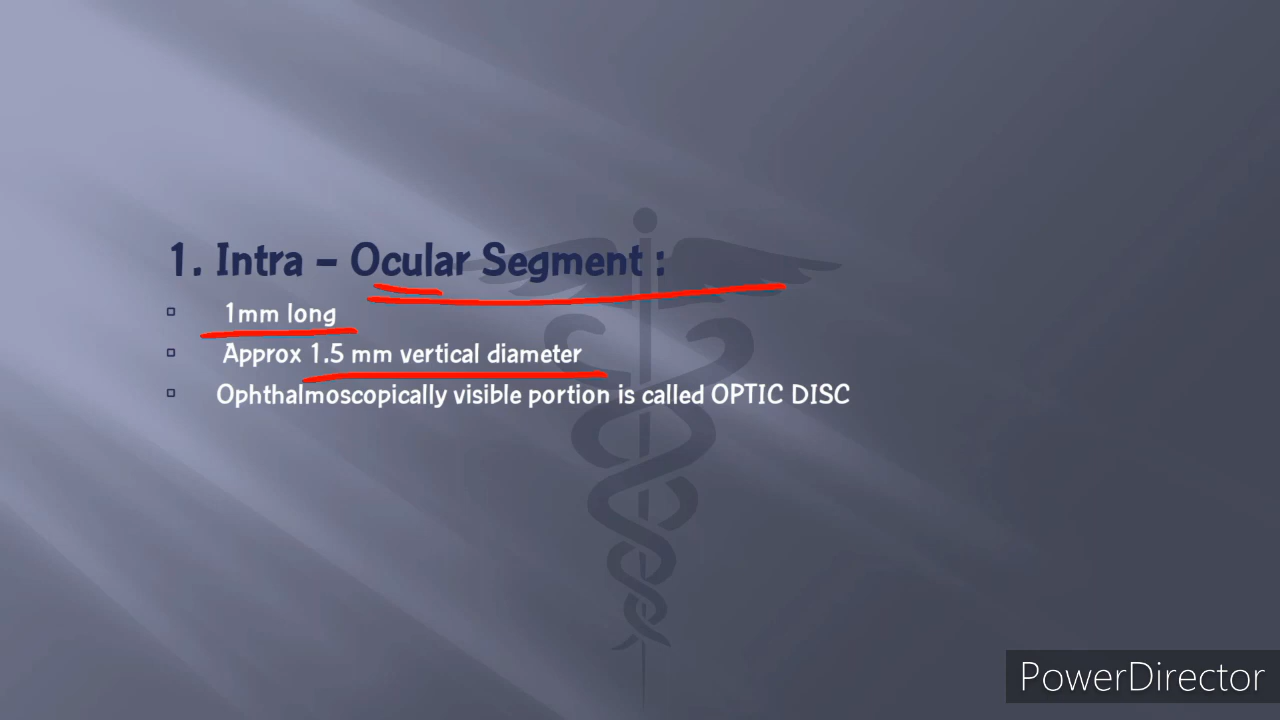 1. Intra - Ocular Segment :
1mm long
Approx 1.5 mm vertical diameter
Ophthalmoscopically visible portion is called OPTIC DISC
PowerDirector